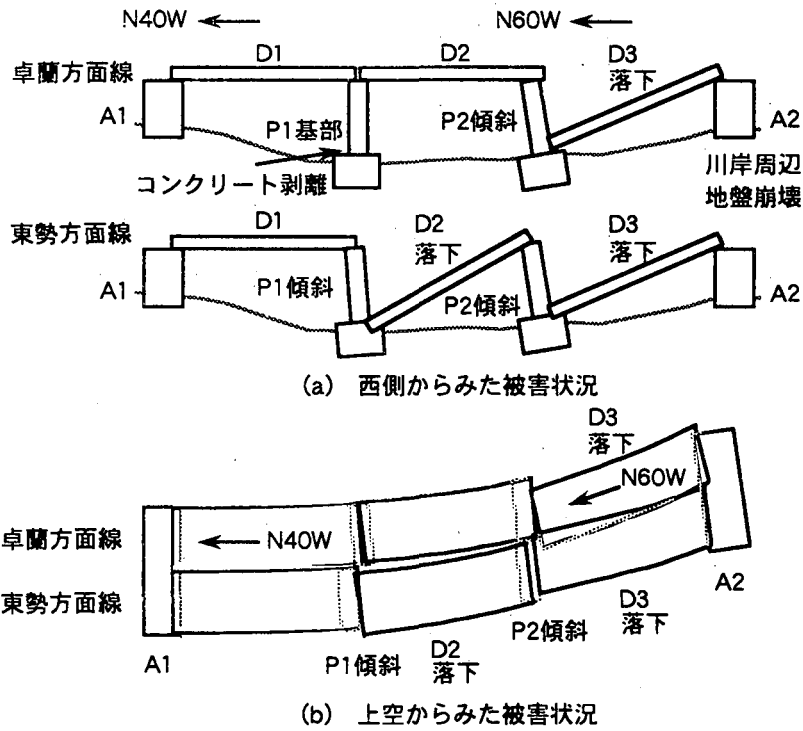 N40W
N60W
卓蘭方面線
D1
D2
D3
落下
A1
P1基部
P2傾斜
A2
コンクリート剥離
川岸周辺
地盤崩壊
東勢方面線
D1
D2
落下
D3
落下
A1
P1傾斜
P2傾斜
A2
(a) 西側からみた被害状況
D3
落下
N60W
卓蘭方面線
N40W
東勢方面線
A2
D3
落下
A1
P1傾斜
D2
落下
P2傾斜
(b) 上空からみた被害状況